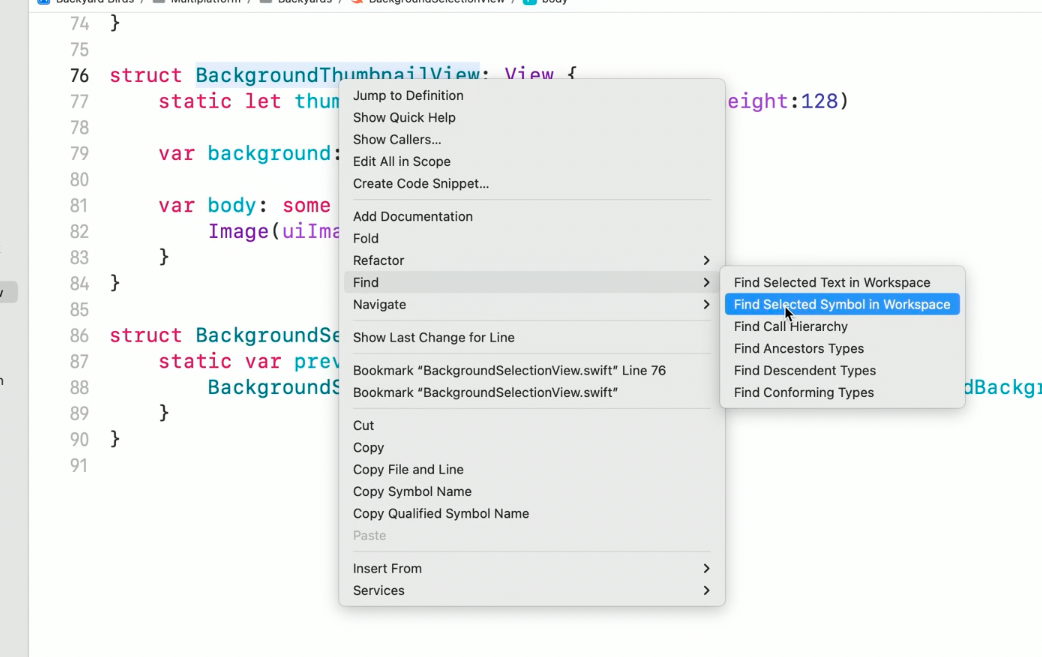 Backyard Birds / Multiplatform / Backyards / BackgroundSelectionView / body
74 }
75
76 struct BackgroundThumbnailView: View {
77 static let thum eight:128)
78
79 var background:
80
81 var body: some
82 Image(uiIma
83 }
84 }
85
86 struct BackgroundSe
87 static var prev
88 BackgroundS dBackgr
89 }
90 }
91
Jump to Definition
Show Quick Help
Show Callers...
Edit All in Scope
Create Code Snippet...
Add Documentation
Fold
Refactor
Find
Navigate
Show Last Change for Line
Bookmark “BackgroundSelectionView.swift” Line 76
Bookmark “BackgroundSelectionView.swift”
Cut
Copy
Copy File and Line
Copy Symbol Name
Copy Qualified Symbol Name
Paste
Insert From
Services
Find Selected Text in Workspace
Find Selected Symbol in Workspace
Find Call Hierarchy
Find Ancestors Types
Find Descendent Types
Find Conforming Types